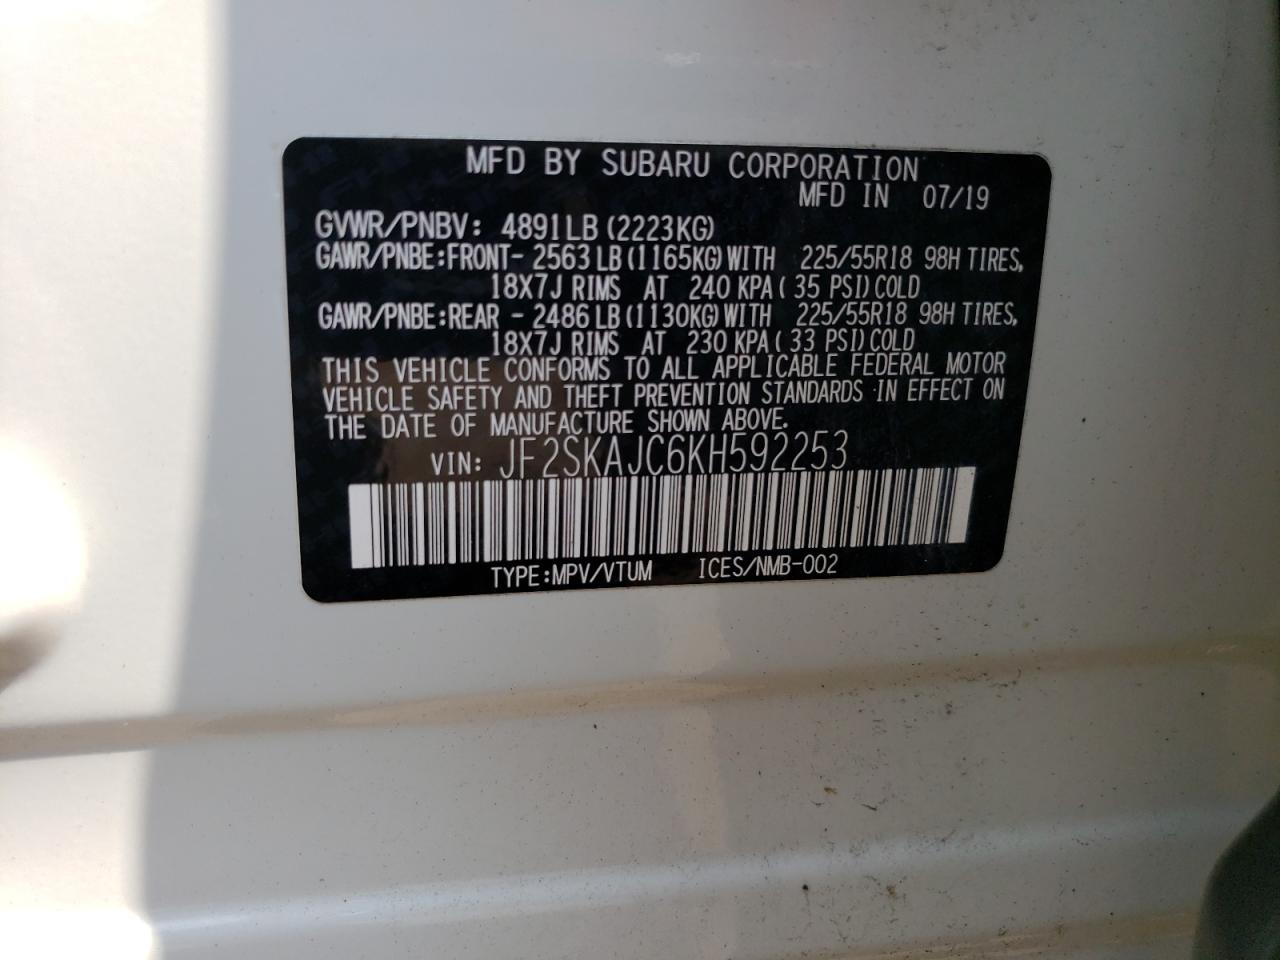 MFD BY SUBARU CORPORATION
MFD IN 07/19
GVWR/PNBV: 4891LB (2223KG)
GAWR/PNBE:FRONT- 2563 LB (1165KG) WITH 225/55R18 98H TIRES,
18X7J RIMS AT 240 KPA ( 35 PSI) COLD
GAWR/PNBE:REAR - 2486 LB (1130KG) WITH 225/55R18 98H TIRES,
18X7J RIMS AT 230 KPA ( 33 PSI) COLD
THIS VEHICLE CONFORMS TO ALL APPLICABLE FEDERAL MOTOR
VEHICLE SAFETY AND THEFT PREVENTION STANDARDS IN EFFECT ON
THE DATE OF MANUFACTURE SHOWN ABOVE.
VIN: JF2SKAJC6KH592253
TYPE:MPV/VTUM ICES/NMB-002